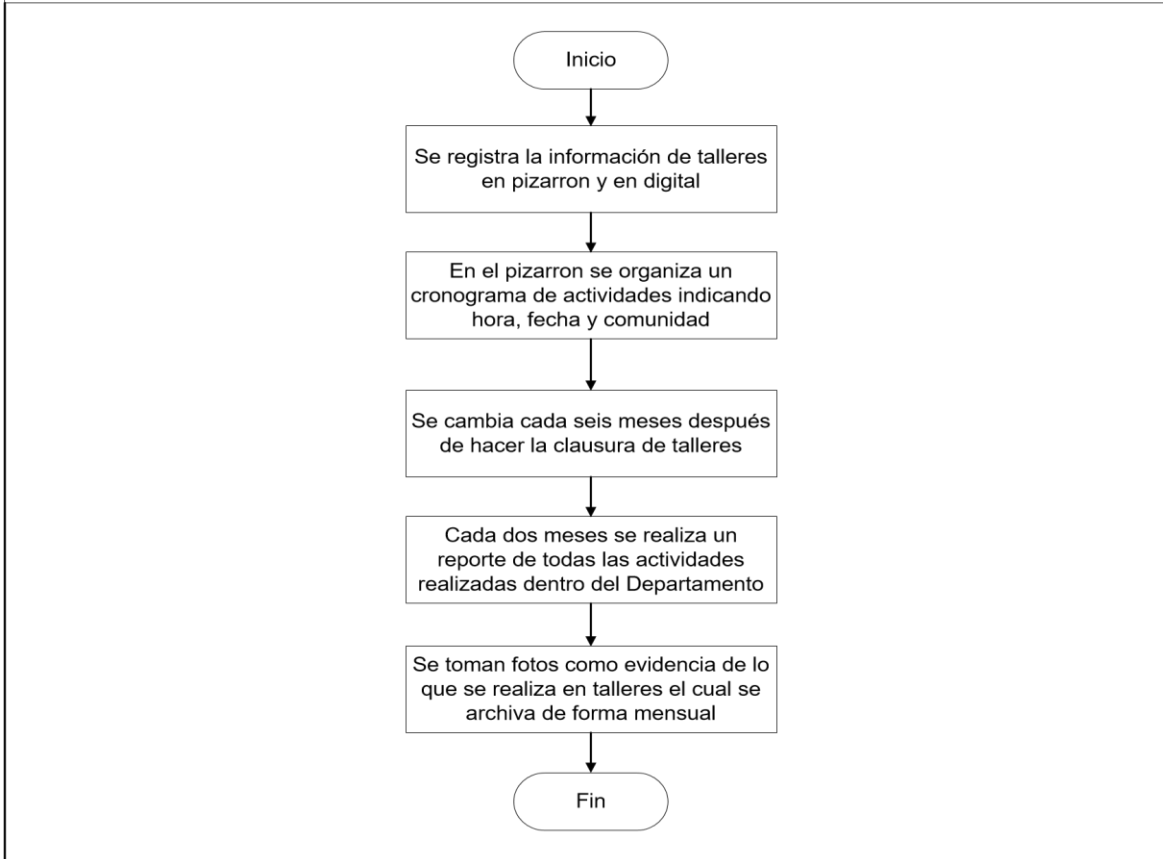 Inicio
Se registra la información de talleres
en pizarron y en digital
En el pizarron se organiza un
cronograma de actividades indicando
hora, fecha y comunidad
Se cambia cada seis meses después
de hacer la clausura de talleres
Cada dos meses se realiza un
reporte de todas las actividades
realizadas dentro del Departamento
Se toman fotos como evidencia de lo
que se realiza en talleres el cual se
archiva de forma mensual
Fin